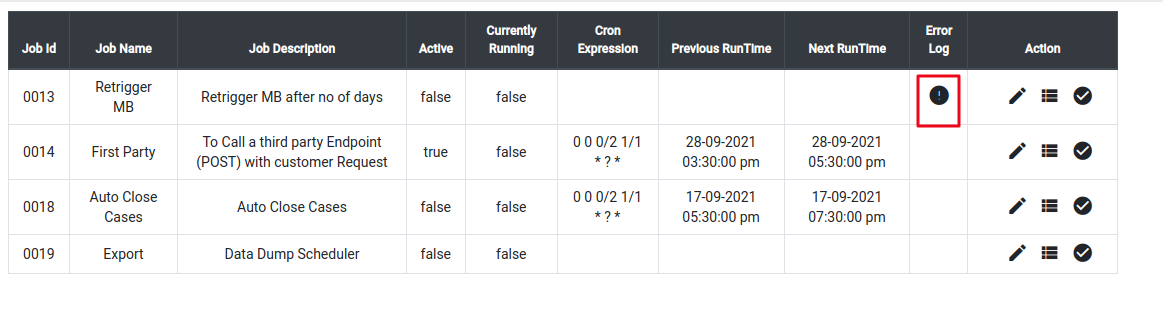 Job Id Job Name Job Description Active Currently Running Cron Expression Previous RunTime Next RunTime Error Log Action
0013 Retrigger MB Retrigger MB after no of days false false
0014 First Party To Call a third party Endpoint (POST) with customer Request true false 0 0 0/2 1/1 * ? * 28-09-2021 03:30:00 pm 28-09-2021 05:30:00 pm
0018 Auto Close Cases Auto Close Cases false false 0 0 0/2 1/1 * ? * 17-09-2021 05:30:00 pm 17-09-2021 07:30:00 pm
0019 Export Data Dump Scheduler false false